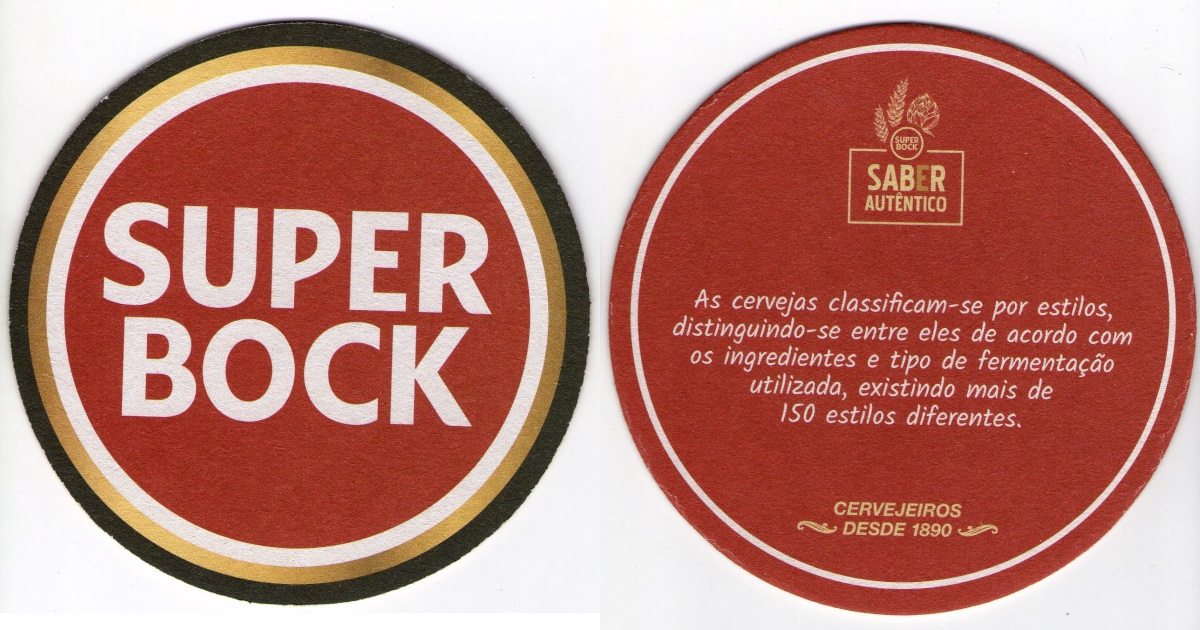 SUPER
BOCK
SUPER
BOCK
SABER
AUTÊNTICO
As cervejas classificam-se por estilos,
distinguindo-se entre eles de acordo com
os ingredientes e tipo de fermentação
utilizada, existindo mais de
150 estilos diferentes.
CERVEJEIROS
DESDE 1890